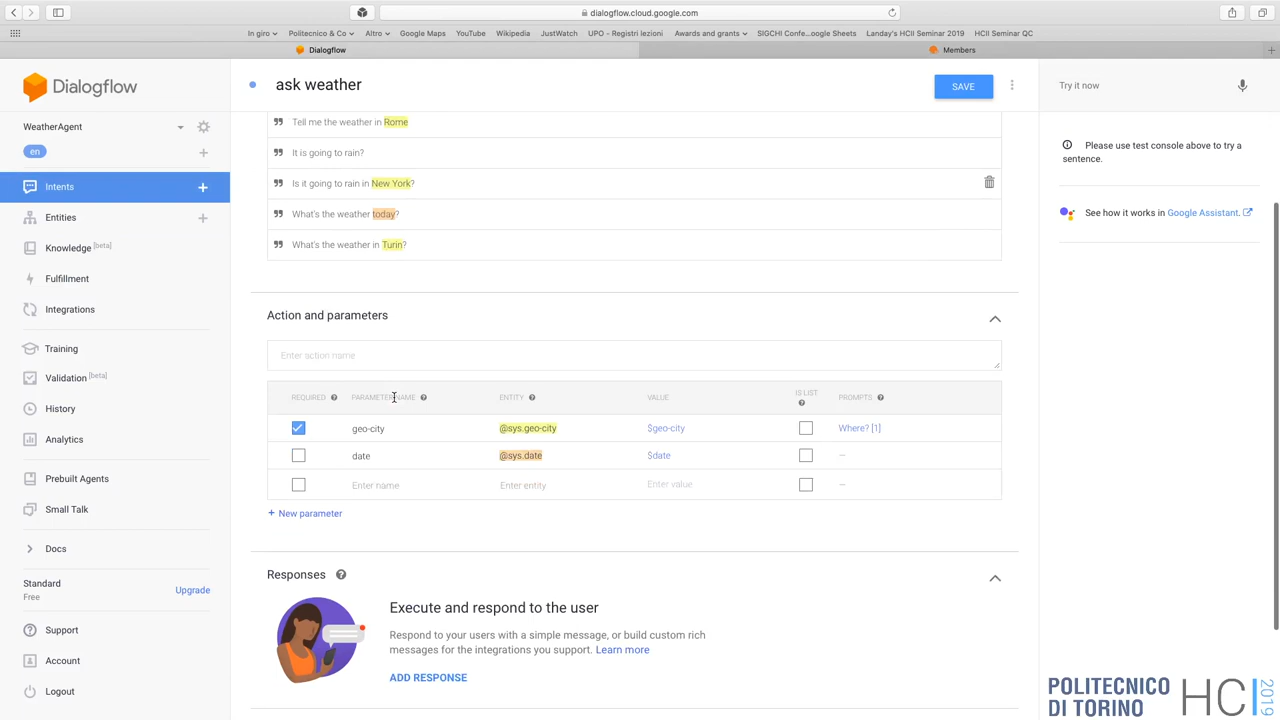 dialogflow.cloud.google.com
In giro Politecnico & Co Altro Google Maps YouTube Wikipedia JustWatch UPO - Registri lezioni Awards and grants SIGCHI Confe...oogle Sheets Landay's HCII Seminar 2019 HCII Seminar QC
Dialogflow
Members
Dialogflow
WeatherAgent
en
Intents
Entities
Knowledge [beta]
Fulfillment
Integrations
Training
Validation [beta]
History
Analytics
Prebuilt Agents
Small Talk
Docs
Standard
Free
Upgrade
Support
Account
Logout
ask weather
SAVE
Tell me the weather in Rome
It is going to rain?
Is it going to rain in New York?
What's the weather today?
What's the weather in Turin?
Action and parameters
Enter action name
REQUIRED PARAMETER NAME ENTITY VALUE IS LIST PROMPTS
geo-city @sys.geo-city $geo-city Where? [1]
date @sys.date $date —
Enter name Enter entity Enter value —
+ New parameter
Responses
Execute and respond to the user
Respond to your users with a simple message, or build custom rich
messages for the integrations you support. Learn more
ADD RESPONSE
Try it now
Please use test console above to try a
sentence.
See how it works in Google Assistant.
POLITECNICO
DI TORINO
HCI
2019